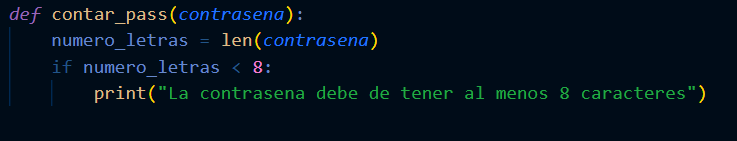 def contar_pass(contrasena):
    numero_letras = len(contrasena)
    if numero_letras < 8:
        print("La contrasena debe de tener al menos 8 caracteres")